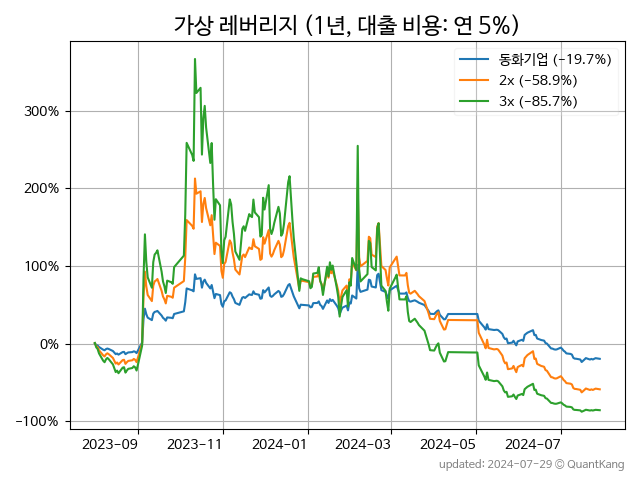 가상 레버리지 (1년, 대출 비용: 연 5%)
동화기업 (-19.7%)
2x (-58.9%)
3x (-85.7%)
300%
200%
100%
0%
-100%
2023-09 2023-11 2024-01 2024-03 2024-05 2024-07
updated: 2024-07-29 © QuantKang